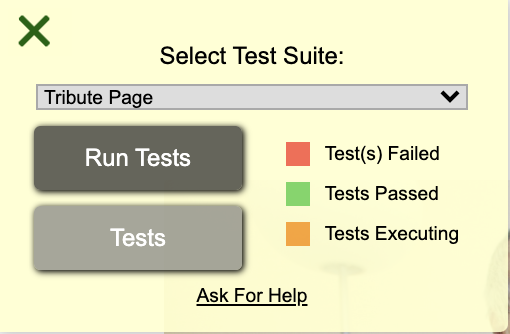 Select Test Suite:
Tribute Page
Run Tests
Tests
Test(s) Failed
Tests Passed
Tests Executing
Ask For Help